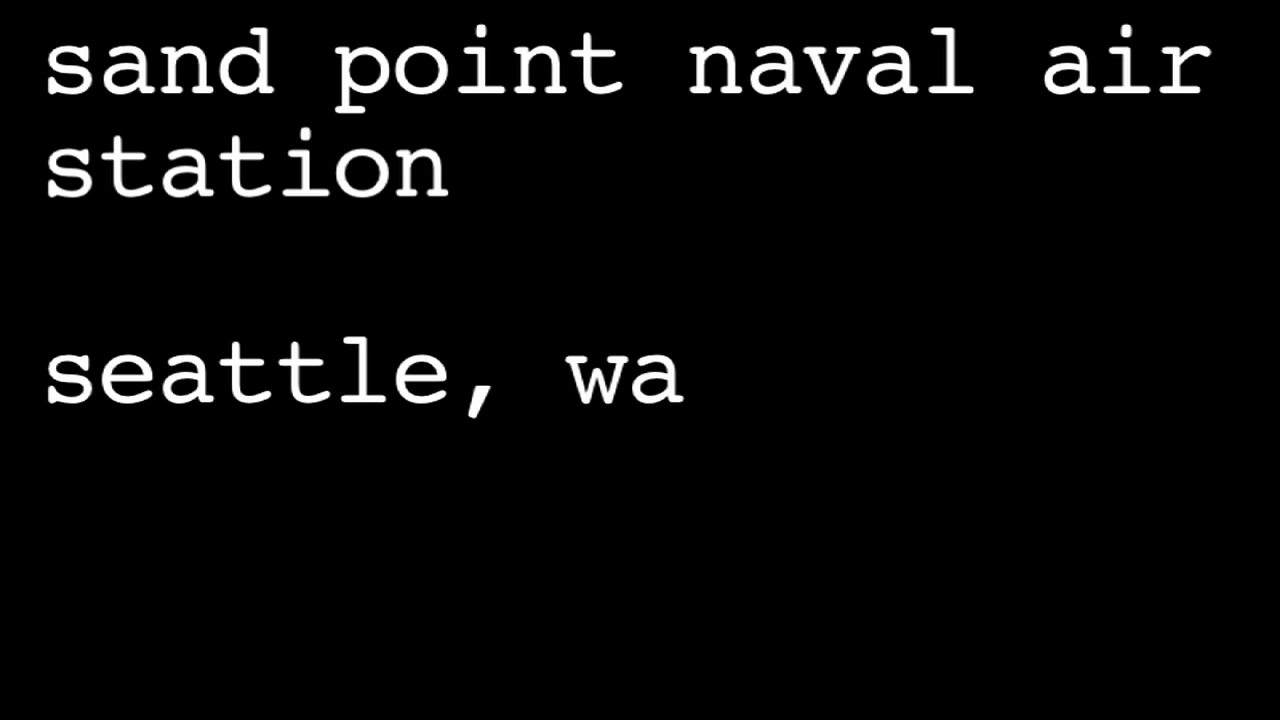 sand point naval air
station
seattle, wa